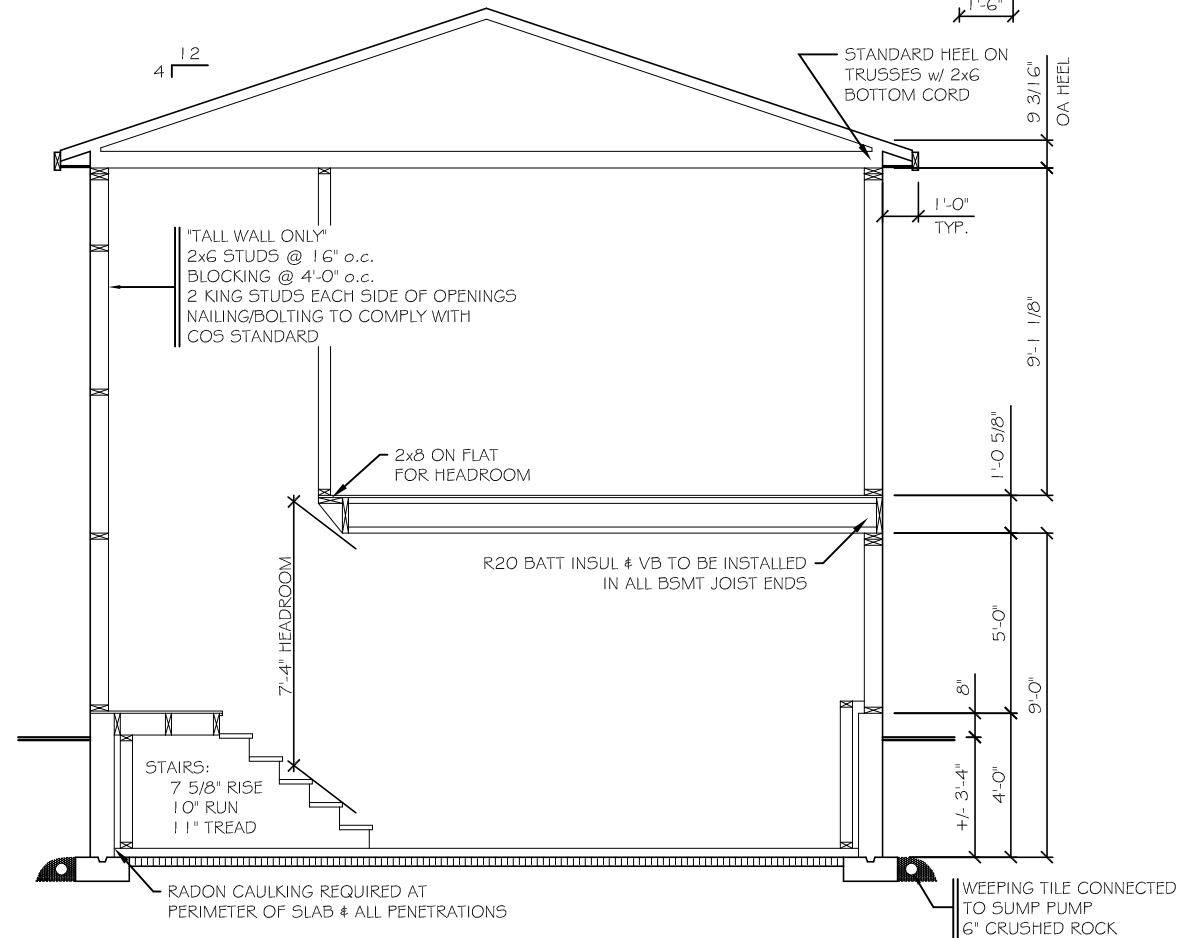 1'-6"
12
4
STANDARD HEEL ON
TRUSSES w/ 2x6
BOTTOM CORD
9 3/16"
OA HEEL
1'-0"
TYP.
"TALL WALL ONLY"
2x6 STUDS @ 16" o.c.
BLOCKING @ 4'-0" o.c.
2 KING STUDS EACH SIDE OF OPENINGS
NAILING/BOLTING TO COMPLY WITH
COS STANDARD
9'-1 1/8"
2x8 ON FLAT
FOR HEADROOM
1'-0 5/8"
R20 BATT INSUL & VB TO BE INSTALLED
IN ALL BSMT JOIST ENDS
7'-4" HEADROOM
5'-0"
8"
9'-0"
STAIRS:
7 5/8" RISE
10" RUN
11" TREAD
+/- 3'-4"
4'-0"
RADON CAULKING REQUIRED AT
PERIMETER OF SLAB & ALL PENETRATIONS
WEEPING TILE CONNECTED
TO SUMP PUMP
6" CRUSHED ROCK